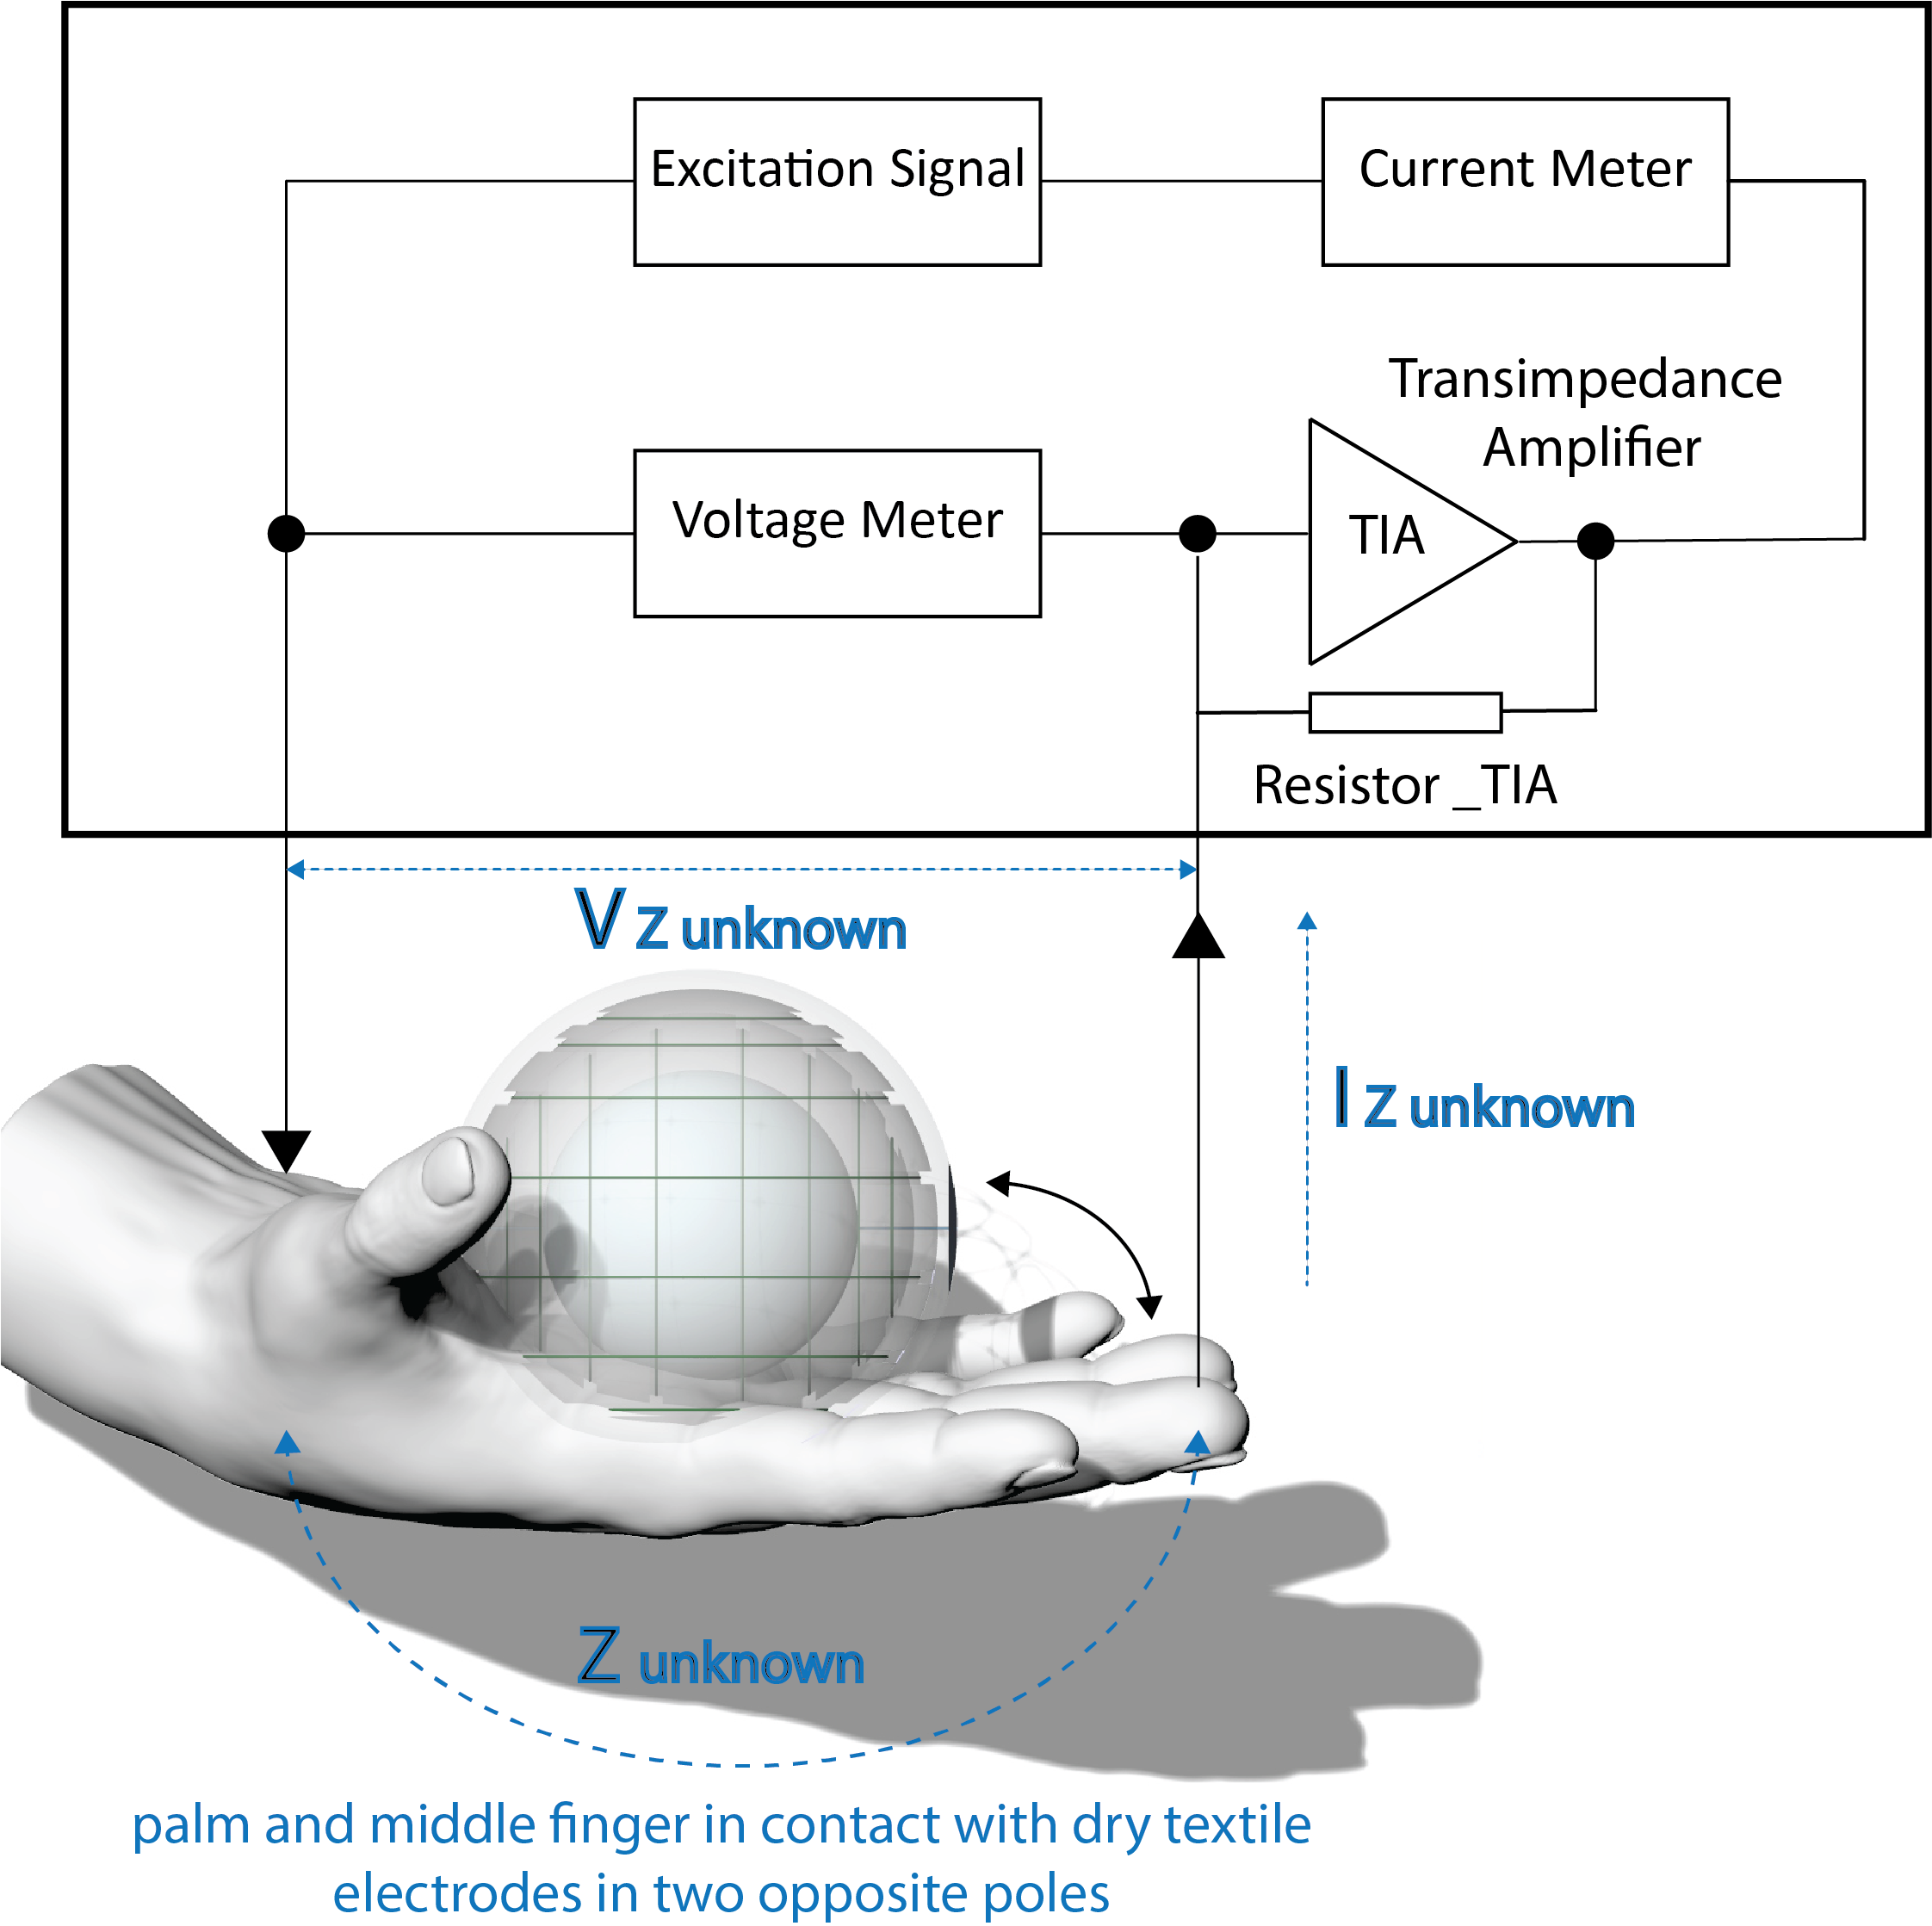 Excitation Signal
Current Meter
Transimpedance
Amplifier
Voltage Meter
TIA
Resistor _TIA
V Z unknown
I Z unknown
Z unknown
palm and middle finger in contact with dry textile
electrodes in two opposite poles